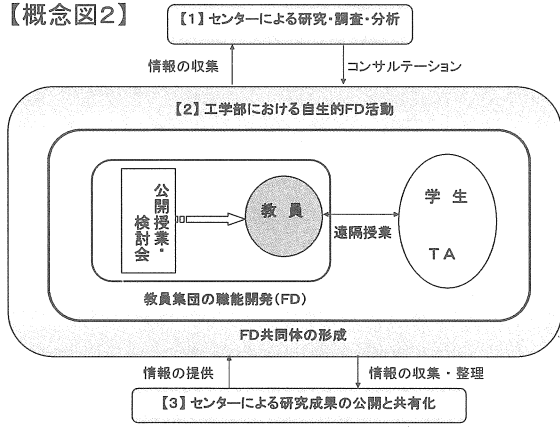 【概念図2】
【1】センターによる研究・調査・分析
情報の収集
コンサルテーション
【2】工学部における自生的FD活動
公開授業・
検討会
教 員
遠隔授業
学 生
TA
教員集団の職能開発(FD)
FD共同体の形成
情報の提供
情報の収集・整理
【3】センターによる研究成果の公開と共有化